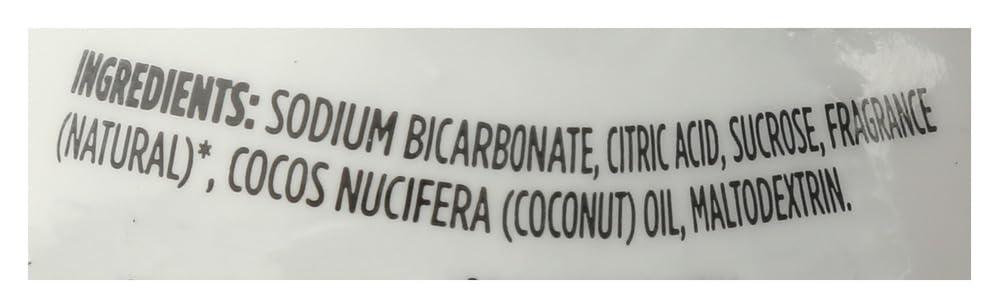 INGREDIENTS: SODIUM BICARBONATE, CITRIC ACID, SUCROSE, FRAGRANCE
(NATURAL)*, COCOS NUCIFERA (COCONUT) OIL, MALTODEXTRIN.